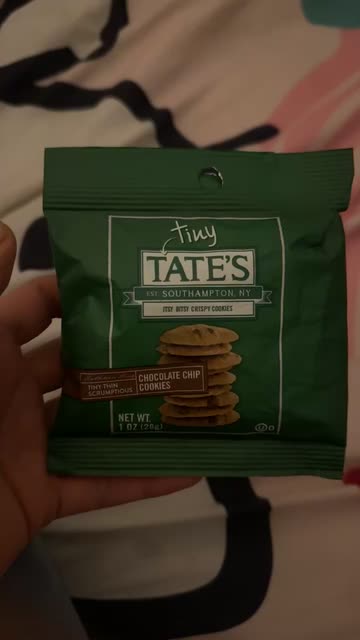 tiny
TATE'S
EST. SOUTHAMPTON, NY
ITSY BITSY CRISPY COOKIES
TINY THIN
SCRUMPTIOUS
CHOCOLATE CHIP
COOKIES
NET WT.
1 OZ (28g)
U D